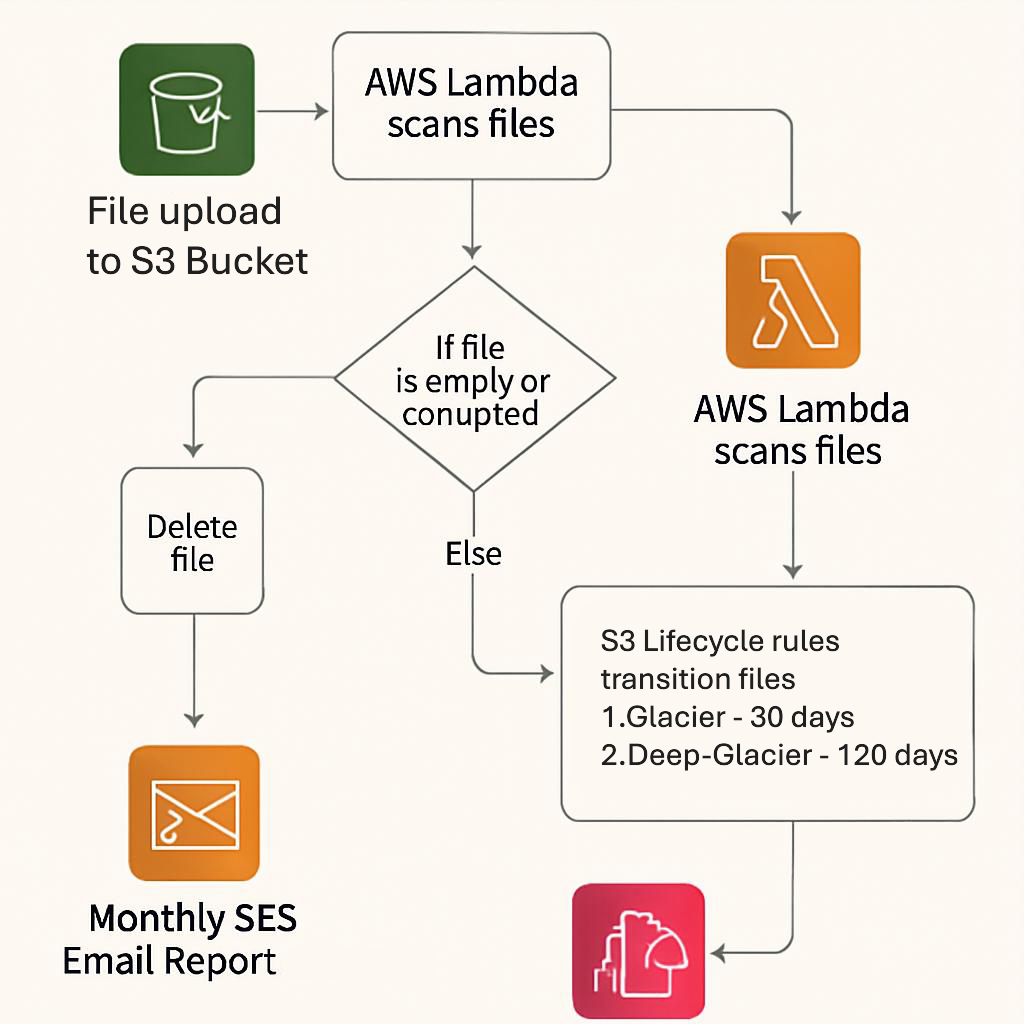 AWS Lambda
scans files
File upload
to S3 Bucket
If file
is emply or
conupted
AWS Lambda
scans files
Delete
file
Else
S3 Lifecycle rules
transition files
1.Glacier - 30 days
2.Deep-Glacier - 120 days
Monthly SES
Email Report